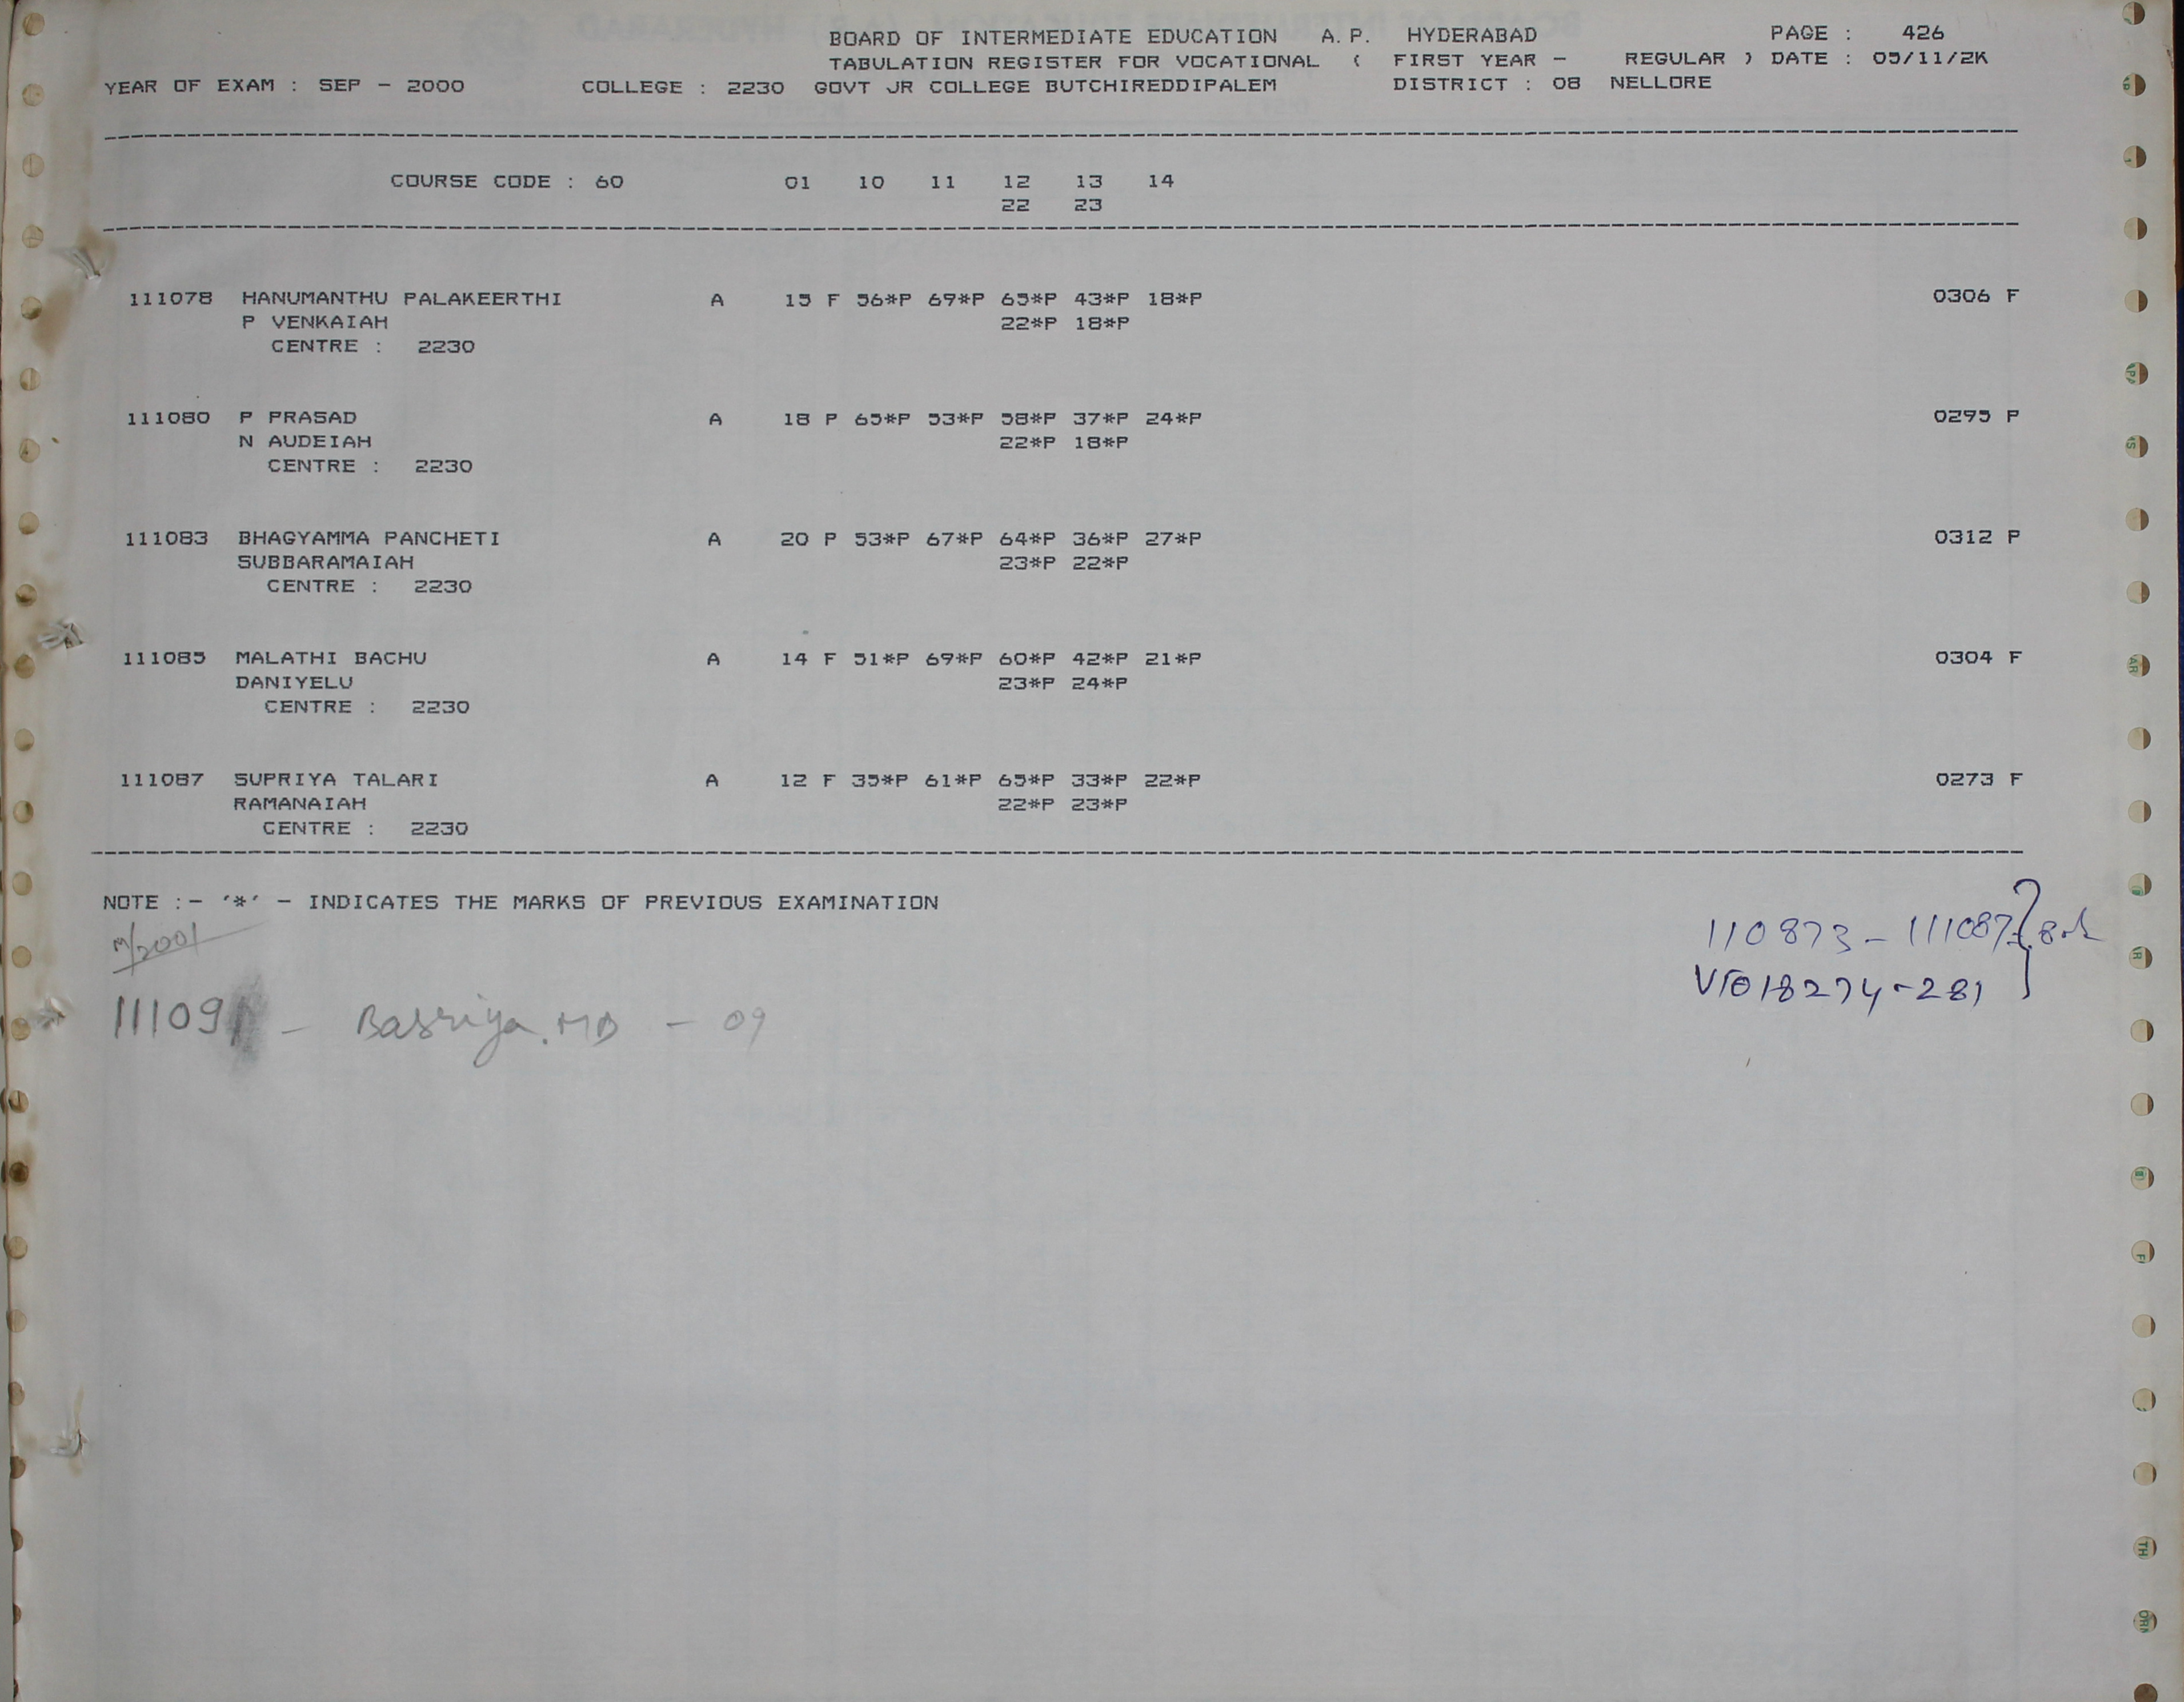 BOARD OF INTERMEDIATE EDUCATION A.P. HYDERABAD PAGE : 426
TABULATION REGISTER FOR VOCATIONAL ( FIRST YEAR - REGULAR ) DATE : 05/11/2K
YEAR OF EXAM : SEP - 2000 COLLEGE : 2230 GOVT JR COLLEGE BUTCHIREDDIPALEM DISTRICT : 08 NELLORE
COURSE CODE : 60 01 10 11 12 13 14
22 23
111078 HANUMANTHU PALAKEERTHI A 15 F 56*P 69*P 65*P 43*P 18*P 0306 F
P VENKAIAH 22*P 18*P
CENTRE : 2230
111080 P PRASAD A 18 P 65*P 53*P 58*P 37*P 24*P 0295 P
N AUDEIAH 22*P 18*P
CENTRE : 2230
111083 BHAGYAMMA PANCHETI A 20 P 53*P 67*P 64*P 36*P 27*P 0312 P
SUBBARAMAIAH 23*P 22*P
CENTRE : 2230
111085 MALATHI BACHU A 14 F 51*P 69*P 60*P 42*P 21*P 0304 F
DANIYELU 23*P 24*P
CENTRE : 2230
111087 SUPRIYA TALARI A 12 F 35*P 61*P 65*P 33*P 22*P 0273 F
RAMANAIAH 22*P 23*P
CENTRE : 2230
NOTE :- '*' - INDICATES THE MARKS OF PREVIOUS EXAMINATION
M/2001
110873 - 111087
111091 - Basriya.MD - 09